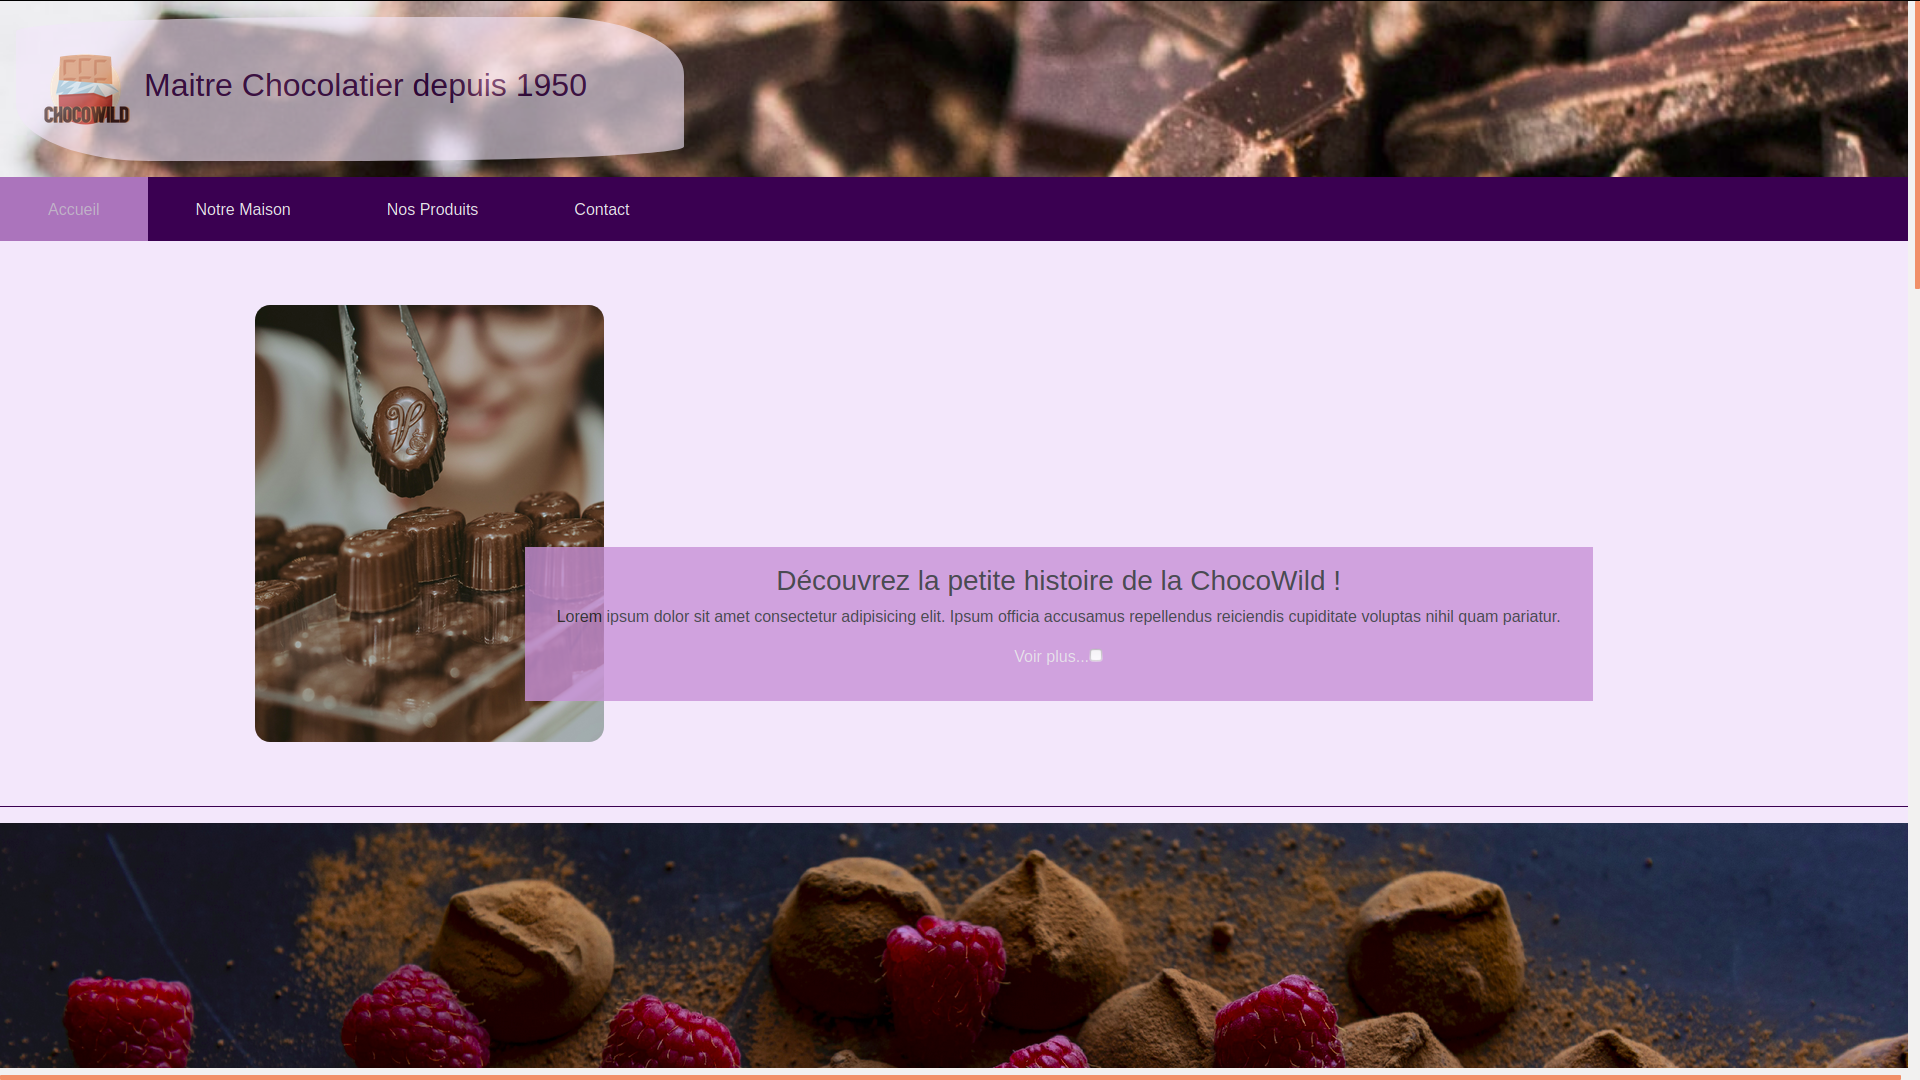 CHOCOWILD
Maitre Chocolatier depuis 1950
Accueil
Notre Maison
Nos Produits
Contact
Découvrez la petite histoire de la ChocoWild !
Lorem ipsum dolor sit amet consectetur adipisicing elit. Ipsum officia accusamus repellendus reiciendis cupiditate voluptas nihil quam pariatur.
Voir plus...